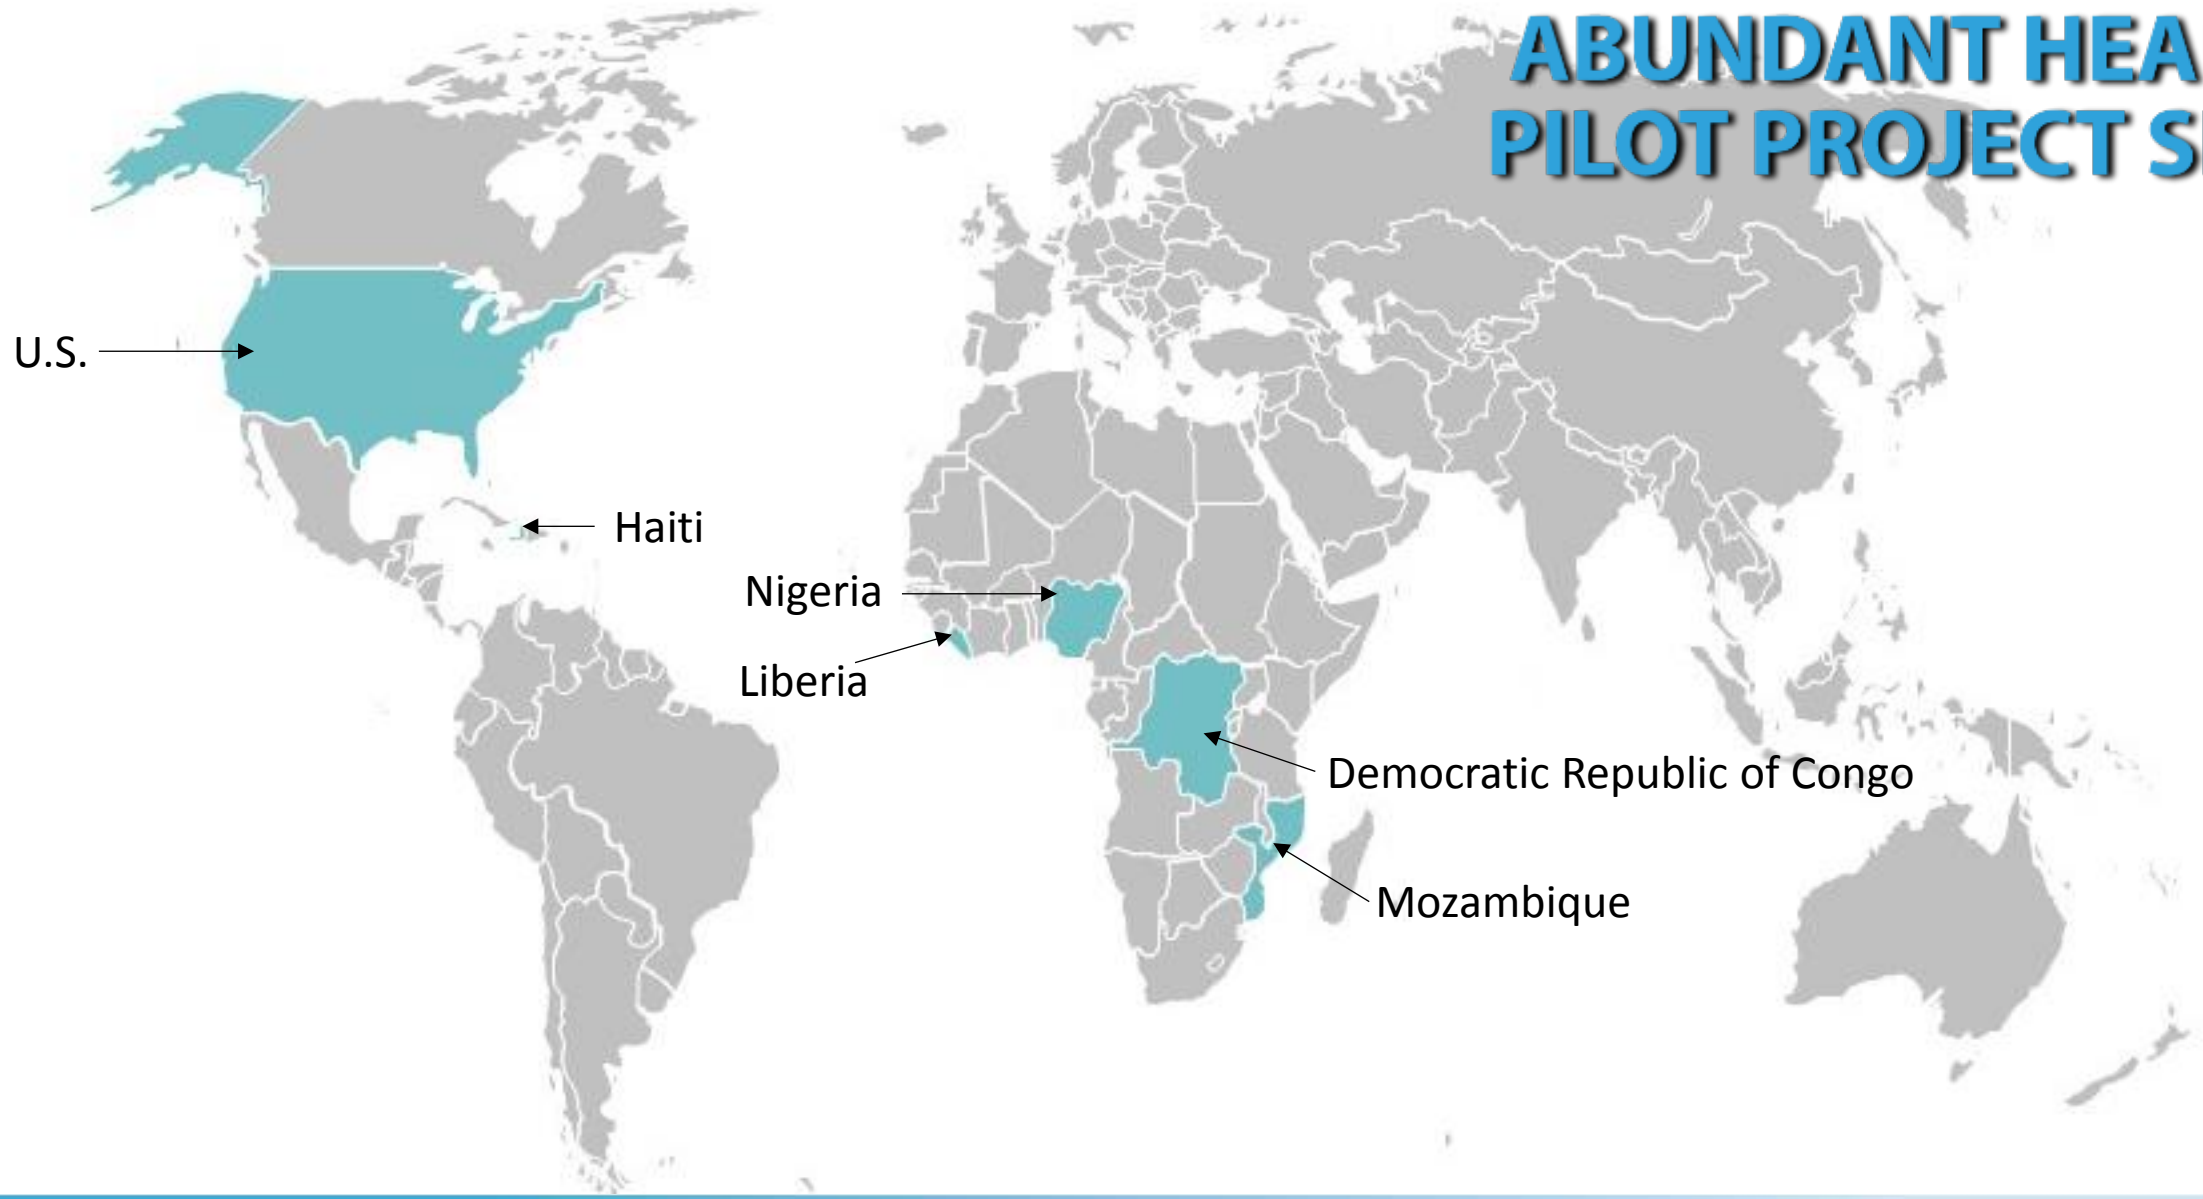 ABUNDANT HEA
PILOT PROJECT S
U.S.
Haiti
Nigeria
Liberia
Democratic Republic of Congo
Mozambique